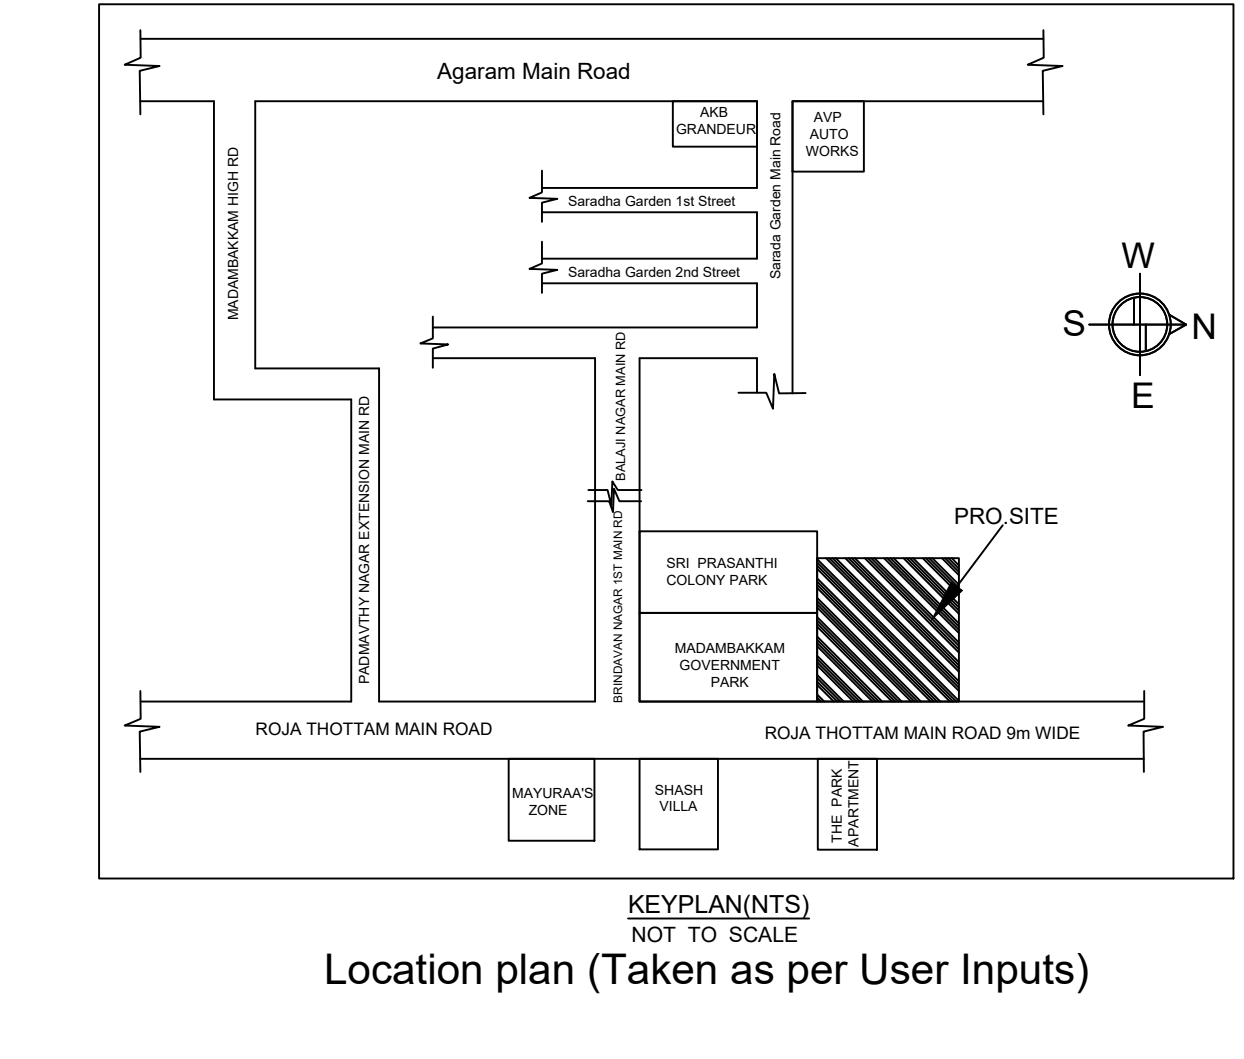 Agaram Main Road
AKB
GRANDEUR
AVP
AUTO
WORKS
MADAMBAKKAM HIGH RD
Sarada Garden Main Road
Saradha Garden 1st Street
Saradha Garden 2nd Street
W
S
N
E
BALAJI NAGAR MAIN RD
PADMAVTHY NAGAR EXTENSION MAIN RD
BRINDAVAN NAGAR 1ST MAIN RD
PRO.SITE
SRI PRASANTHI
COLONY PARK
MADAMBAKKAM
GOVERNMENT
PARK
ROJA THOTTAM MAIN ROAD
ROJA THOTTAM MAIN ROAD 9m WIDE
MAYURAA'S
ZONE
SHASH
VILLA
THE PARK
APARTMENT
KEYPLAN(NTS)
NOT TO SCALE
Location plan (Taken as per User Inputs)